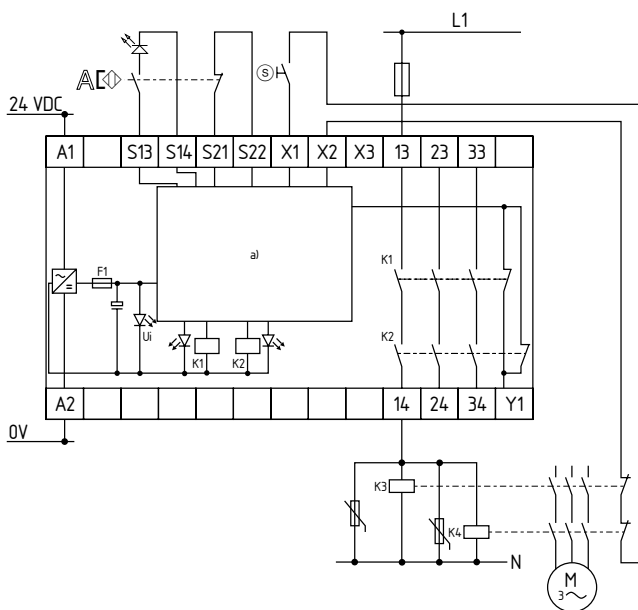 L1
S
A
24 VDC
A1 S13 S14 S21 S22 X1 X2 X3 13 23 33
a)
K1
F1
Ui
K1 K2
K2
A2 14 24 34 Y1
0V
K3
K4
N
M
3